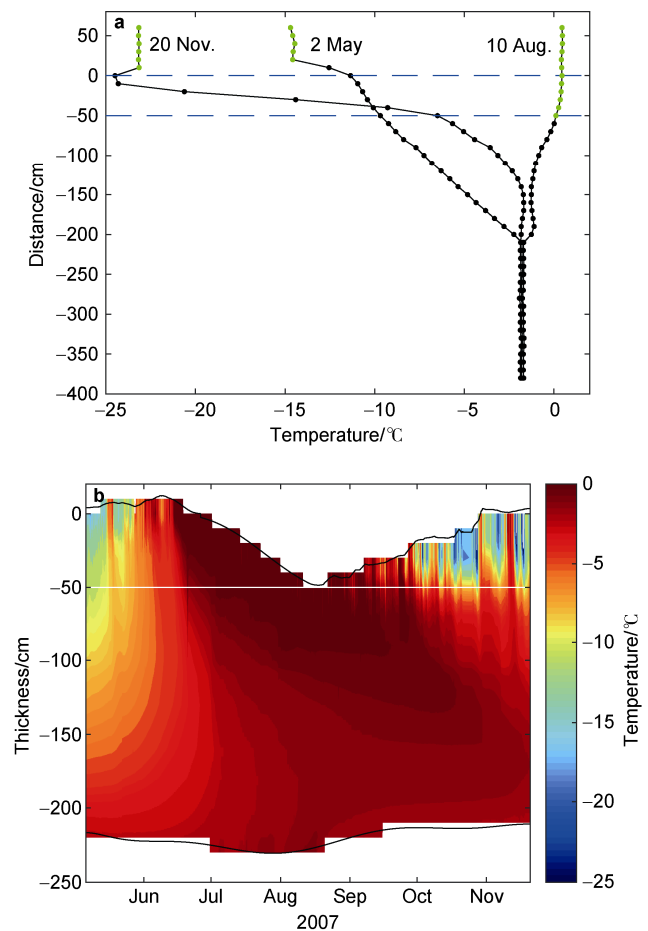 a
20 Nov.
2 May
10 Aug.
50
0
−50
−100
−150
−200
−250
−300
−350
−400
Distance/cm
−25
−20
−15
−10
−5
0
Temperature/℃
b
0
−50
−100
−150
−200
−250
Thickness/cm
Jun
Jul
Aug
Sep
Oct
Nov
2007
0
−5
−10
−15
−20
−25
Temperature/℃